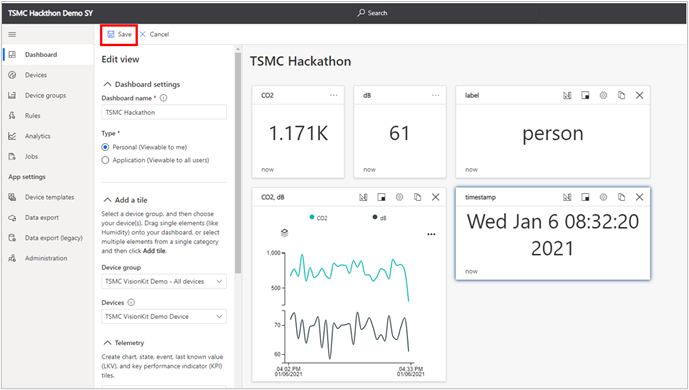 TSMC Hackthon Demo SY
Search
Save
Cancel
Dashboard
Devices
Device groups
Rules
Analytics
Jobs
App settings
Device templates
Data export
Data export (legacy)
Administration
Edit view
Dashboard settings
Dashboard name *
TSMC Hackathon
Type *
Personal (Viewable to me)
Application (Viewable to all users)
Add a tile
Select a device group, and then choose
your device(s). Drag single elements (like
Humidity) onto your dashboard, or select
multiple elements from a single category
and then click Add tile.
Device group
TSMC VisionKit Demo - All devices
Devices
TSMC VisionKit Demo Device
Telemetry
Create chart, state, event, last known value
(LKV), and key performance indicator (KPI)
tiles.
TSMC Hackathon
CO2
1.171K
now
dB
61
now
label
person
now
CO2, dB
CO2
dB
1,000
500
70
60
04:02 PM
01/06/2021
04:33 PM
01/06/2021
timestamp
Wed Jan 6 08:32:20
2021
now